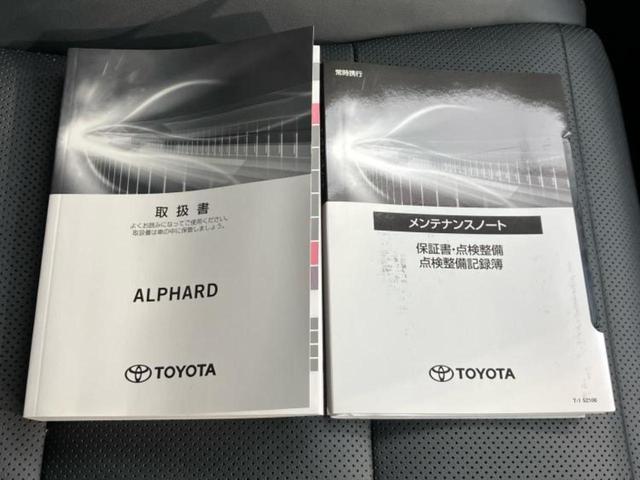 取扱書
よくお読みになってご使用ください。
取扱書は車の中に保管しましょう。
ALPHARD
TOYOTA
常時携行
メンテナンスノート
保証書・点検整備
点検整備記録簿
TOYOTA